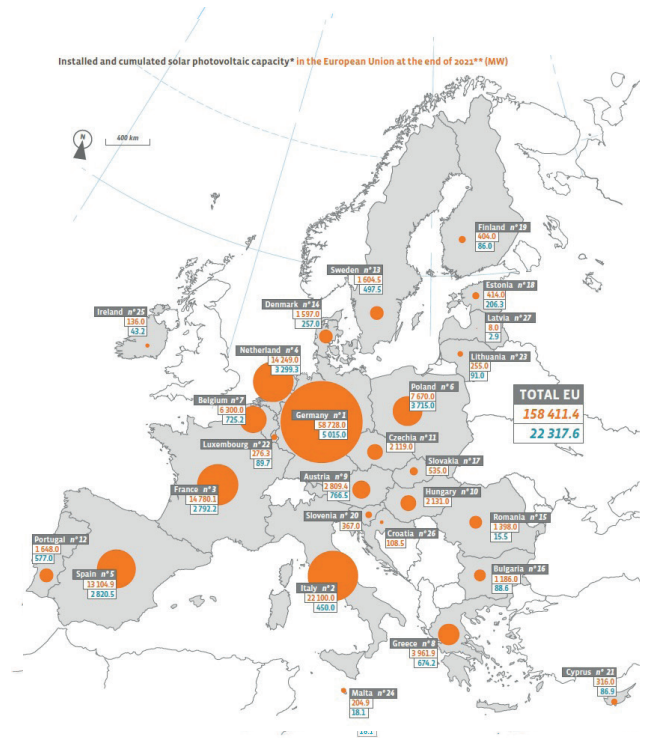 Installed and cumulated solar photovoltaic capacity* in the European Union at the end of 2021** (MW)
N
400 km
Finland n°19
404.0
86.0
Sweden n°13
1 604.5
497.5
Estonia n°18
414.0
206.3
Latvia n°27
8.0
2.9
Denmark n°14
1 597.0
257.0
Ireland n°25
136.0
43.2
Lithuania n°23
255.0
91.0
Netherland n°4
14 249.0
3 299.3
Poland n°6
7 670.0
3 715.0
TOTAL EU
158 411.4
22 317.6
Belgium n°7
6 300.0
725.2
Germany n°1
58 728.0
5 015.0
Luxembourg n°22
276.3
89.7
Czechia n°11
2 119.0
Slovakia n°17
535.0
Austria n°9
2 809.4
766.5
France n°3
14 780.1
2 792.2
Hungary n°10
2 131.0
Slovenia n°20
367.0
Croatia n°26
108.5
Romania n°15
1 398.0
15.5
Portugal n°12
1 648.0
577.0
Spain n°5
13 104.9
2 820.5
Bulgaria n°16
1 186.0
88.6
Italy n°2
22 100.0
450.0
Greece n°8
3 961.9
674.2
Cyprus n°21
316.0
86.9
Malta n°24
204.9
18.1
18.1